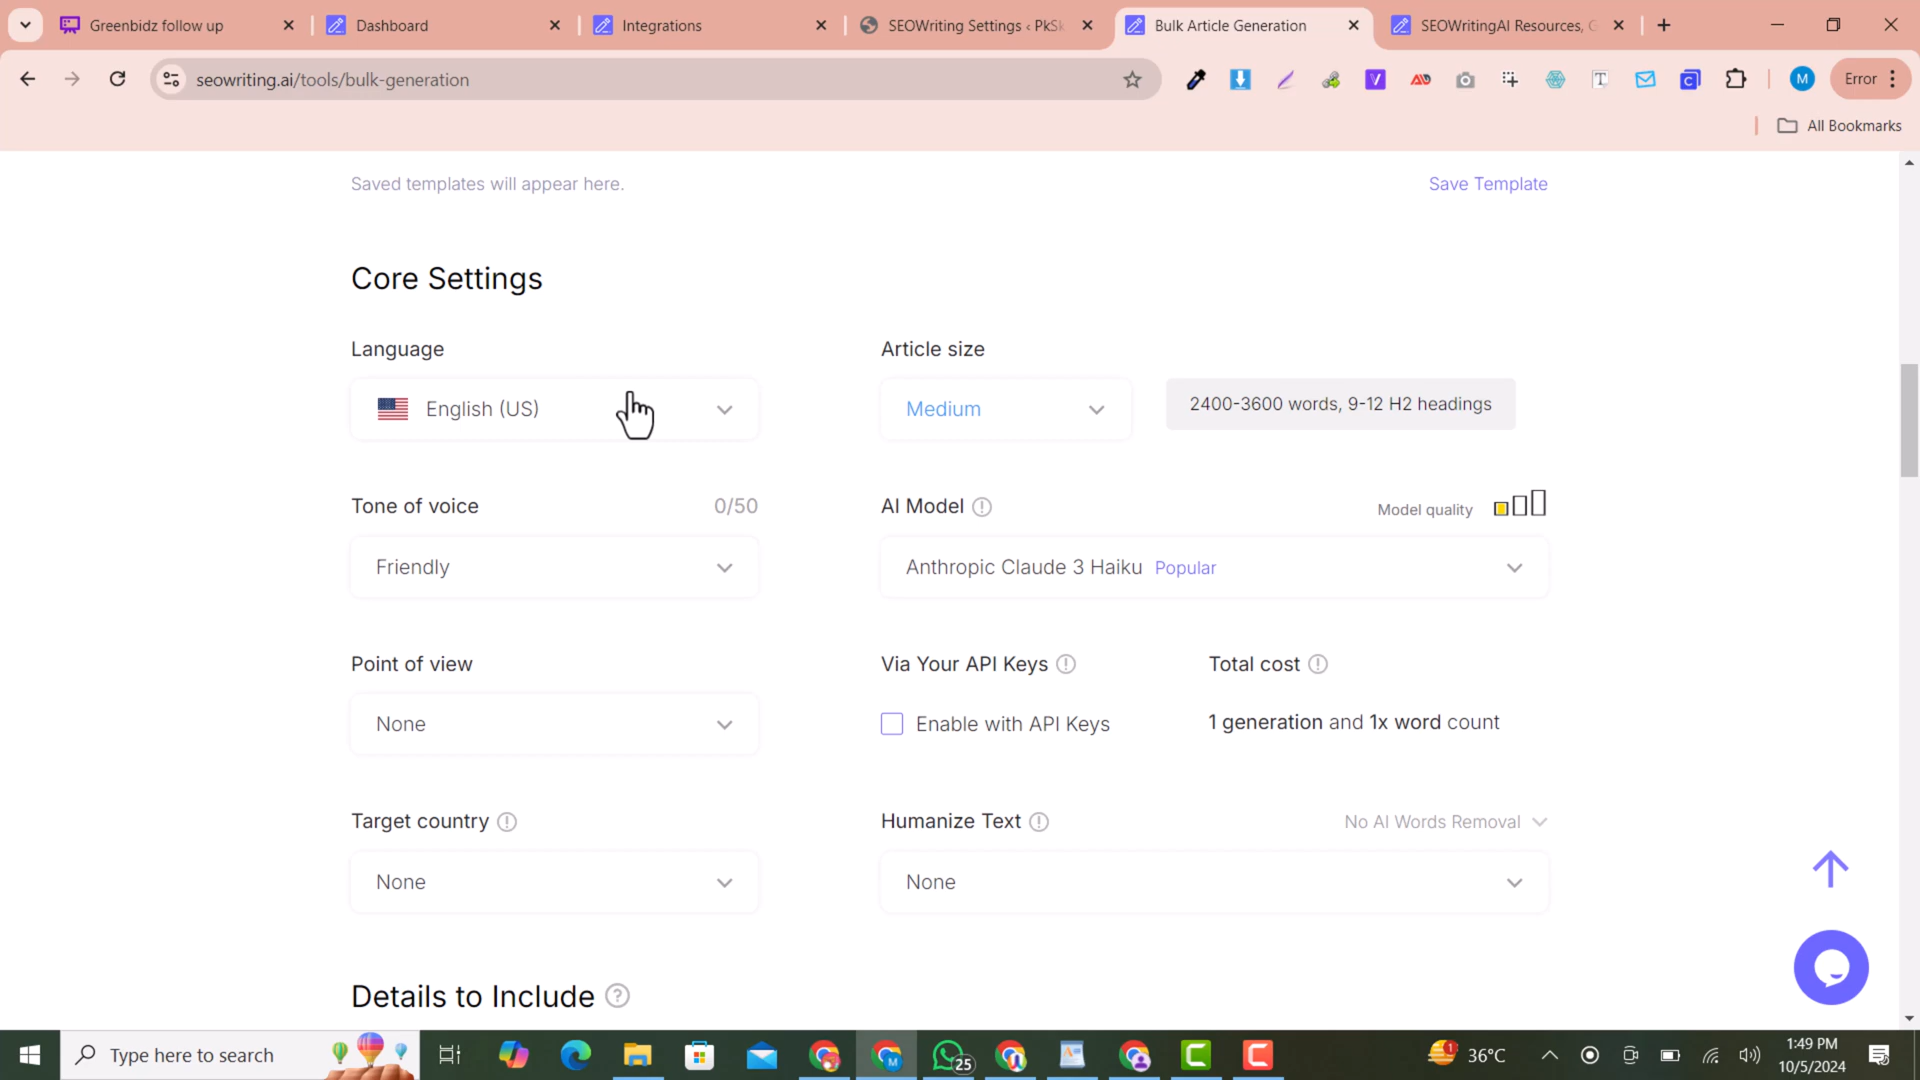 Greenbidz follow up
Dashboard
Integrations
SEOWriting Settings ‹ PkSk
Bulk Article Generation
SEOWritingAI Resources, G
seowriting.ai/tools/bulk-generation
M
Error
All Bookmarks
Saved templates will appear here.
Save Template
Core Settings
Language
Article size
English (US)
Medium
2400-3600 words, 9-12 H2 headings
Tone of voice
0/50
AI Model
Model quality
Friendly
Anthropic Claude 3 Haiku Popular
Point of view
Via Your API Keys
Total cost
None
Enable with API Keys
1 generation and 1x word count
Target country
Humanize Text
No AI Words Removal
None
None
Details to Include
Type here to search
25
36°C
1:49 PM
10/5/2024